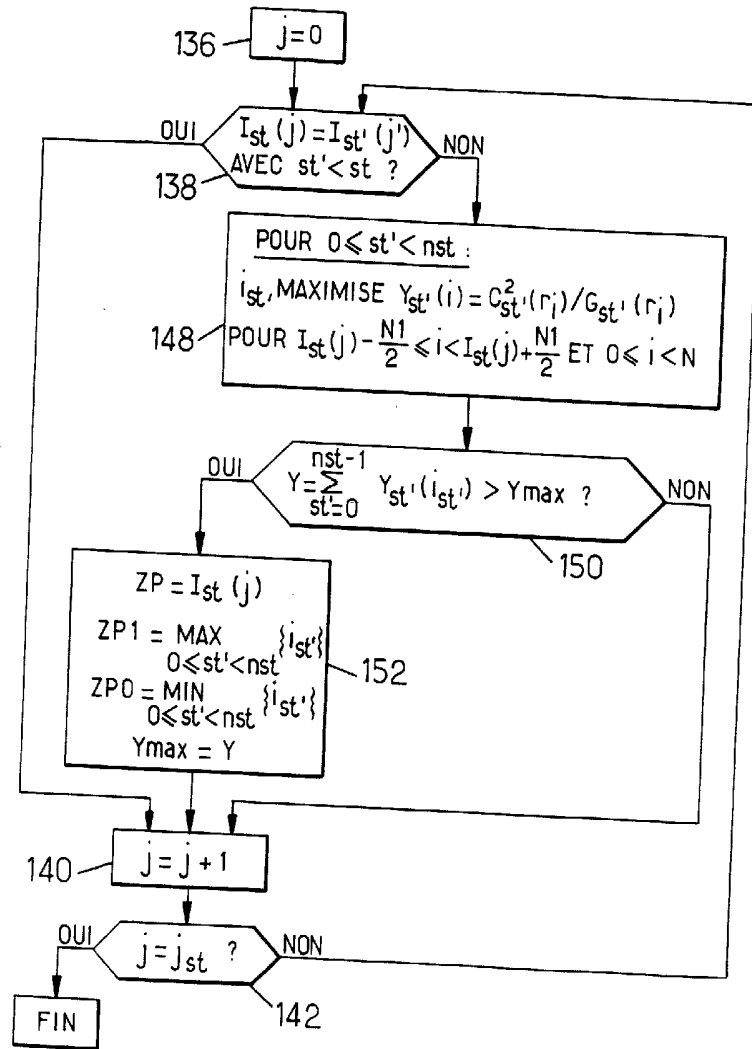 136
j=0
OUI
I_st(j)=I_st'(j')
NON
AVEC st'<st ?
138
POUR 0⩽st'<nst :
i_st, MAXIMISE Y_st'(i)=C²_st'(r_i)/G_st'(r_i)
148
POUR I_st(j)-N1/2⩽i<I_st(j)+N1/2 ET 0⩽i<N
OUI
Y=∑_{st'=0}^{nst-1} Y_st'(i_st')>Ymax ?
NON
150
ZP=I_st(j)
ZP1=MAX_{0⩽st'<nst}{i_st'}
152
ZP0=MIN_{0⩽st'<nst}{i_st'}
Ymax=Y
140
j=j+1
OUI
j=j_st ?
NON
142
FIN